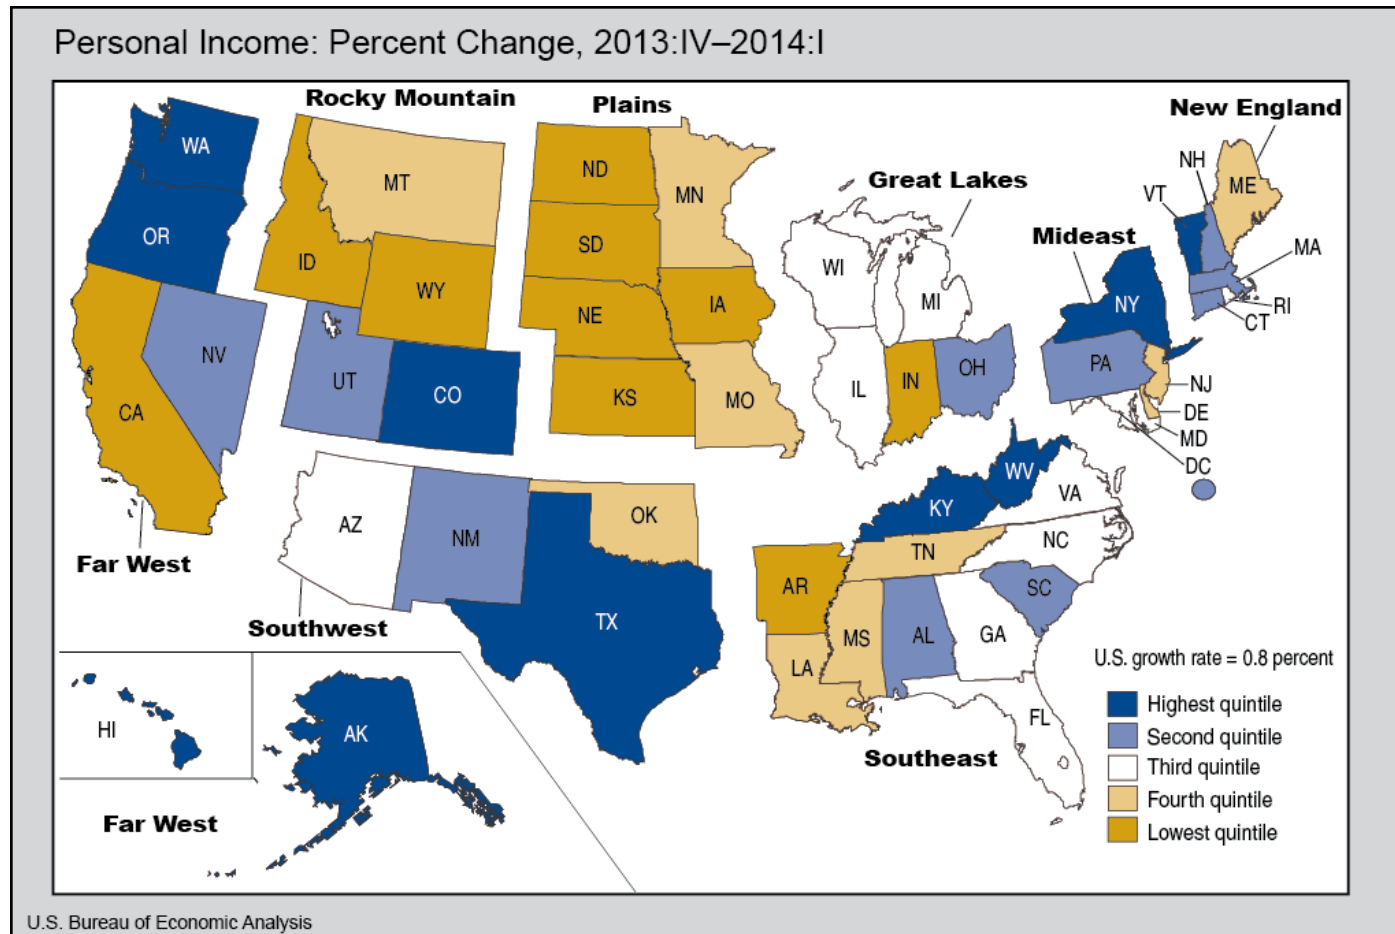 Personal Income: Percent Change, 2013:IV–2014:I
Rocky Mountain
Plains
New England
Great Lakes
Mideast
WA
OR
CA
NV
Far West
MT
ID
WY
UT
CO
ND
SD
NE
KS
MN
IA
MO
WI
MI
IL
IN
OH
NH
VT
ME
MA
RI
CT
NY
PA
NJ
DE
MD
DC
AZ
NM
OK
TX
Southwest
WV
KY
VA
TN
NC
AR
SC
MS
AL
GA
LA
FL
Southeast
HI
AK
Far West
U.S. growth rate = 0.8 percent
Highest quintile
Second quintile
Third quintile
Fourth quintile
Lowest quintile
U.S. Bureau of Economic Analysis